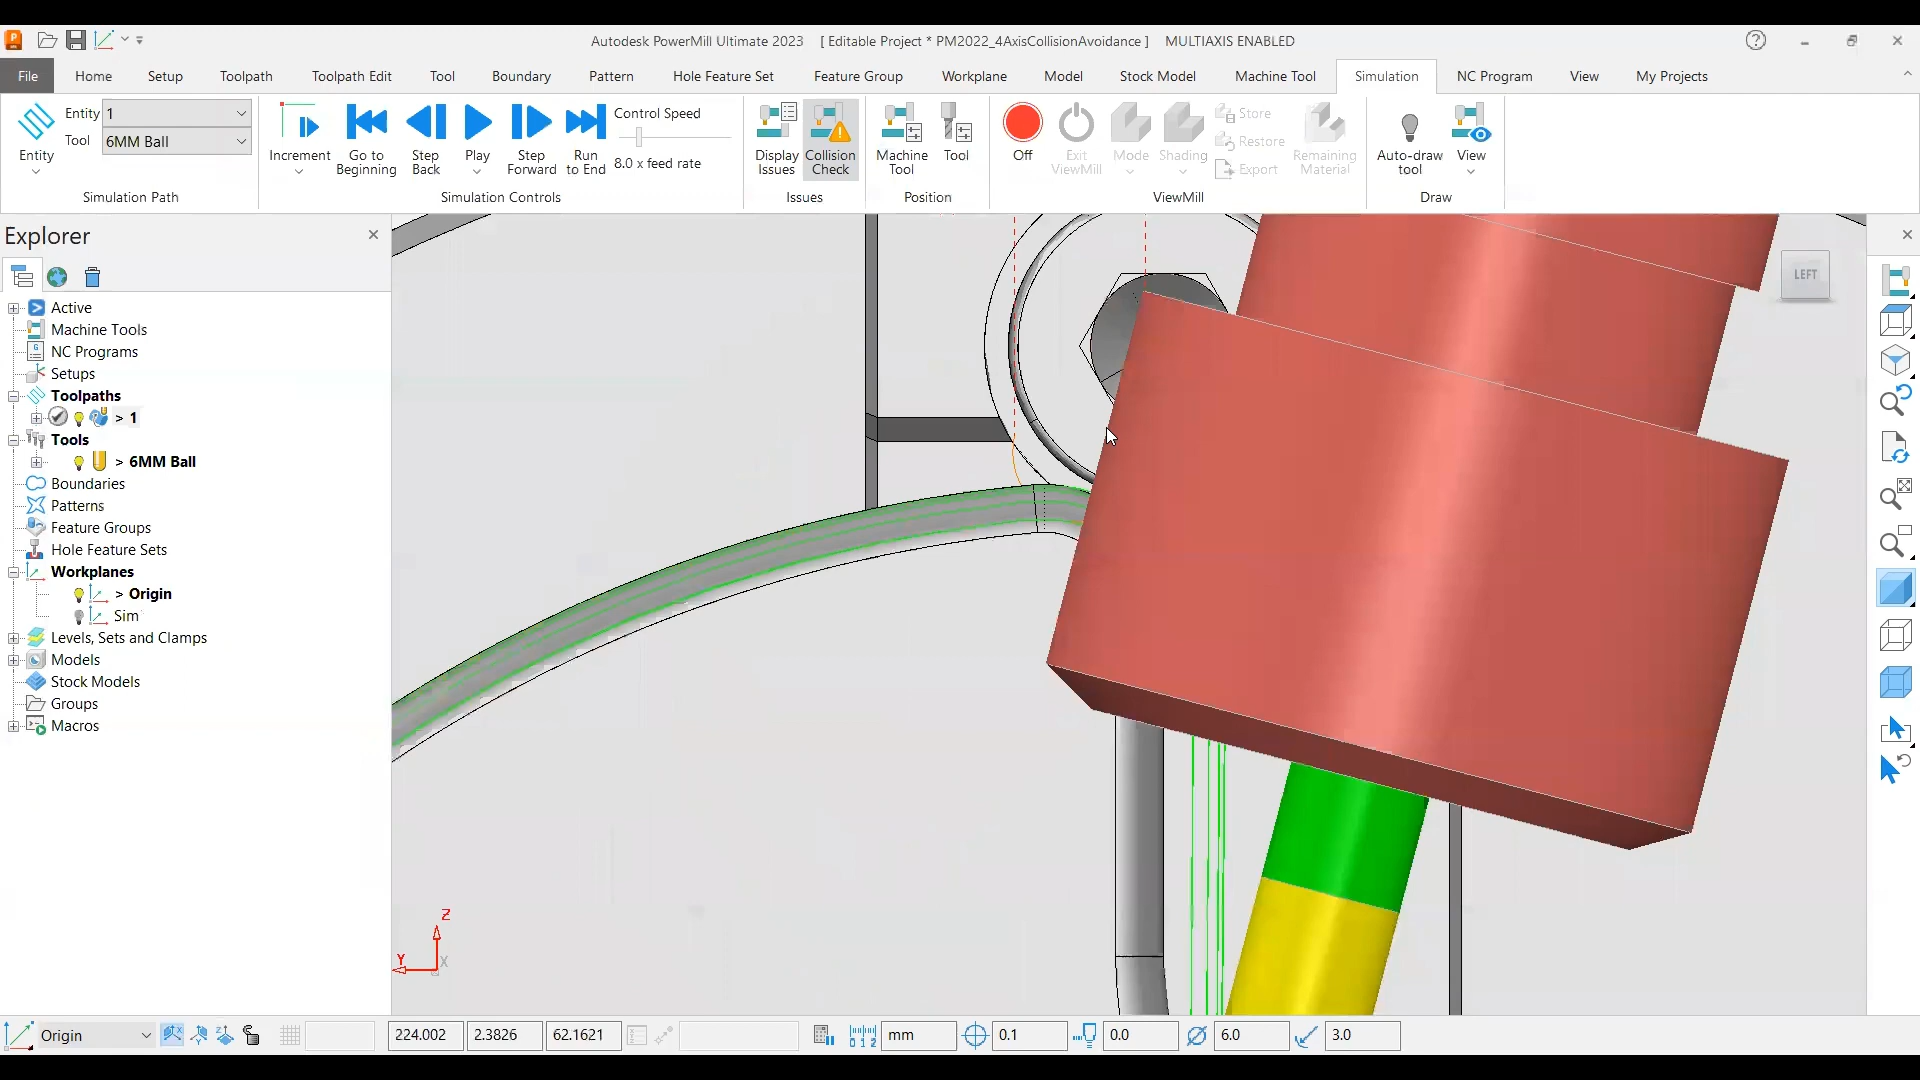 Autodesk PowerMill Ultimate 2023 [ Editable Project * PM2022_4AxisCollisionAvoidance ] MULTIAXIS ENABLED
File Home Setup Toolpath Toolpath Edit Tool Boundary Pattern Hole Feature Set Feature Group Workplane Model Stock Model Machine Tool Simulation NC Program View My Projects
Entity 1
Tool 6MM Ball
Entity
Simulation Path
Increment
Go to Beginning
Step Back
Play
Step Forward
Run to End
Control Speed
8.0 x feed rate
Simulation Controls
Display Issues
Collision Check
Issues
Machine Tool
Tool
Position
Off
Exit ViewMill
Mode
Shading
Store
Restore
Export
Remaining Material
ViewMill
Auto-draw tool
View
Draw
Explorer
Active
Machine Tools
NC Programs
Setups
Toolpaths
> 1
Tools
> 6MM Ball
Boundaries
Patterns
Feature Groups
Hole Feature Sets
Workplanes
> Origin
Sim
Levels, Sets and Clamps
Models
Stock Models
Groups
Macros
LEFT
Z
Y
X
Origin 224.002 2.3826 62.1621 mm 0.1 0.0 6.0 3.0